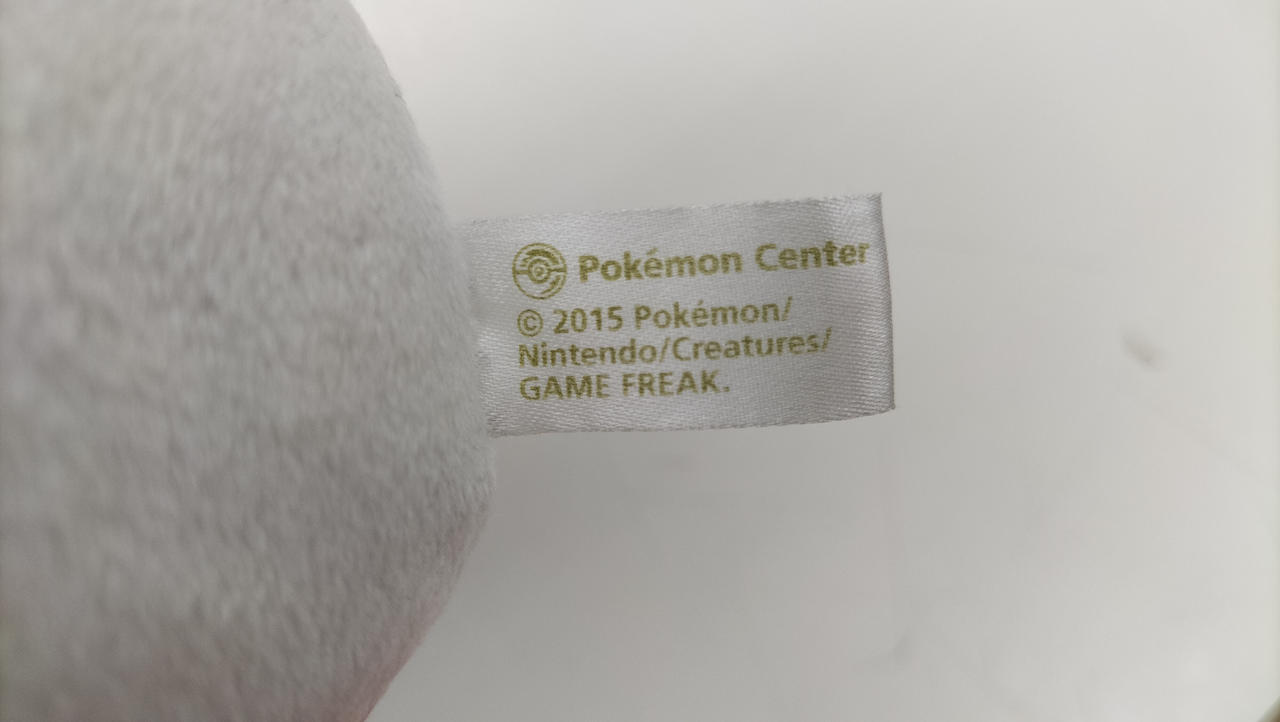 Pokémon Center
© 2015 Pokémon/
Nintendo/Creatures/
GAME FREAK.